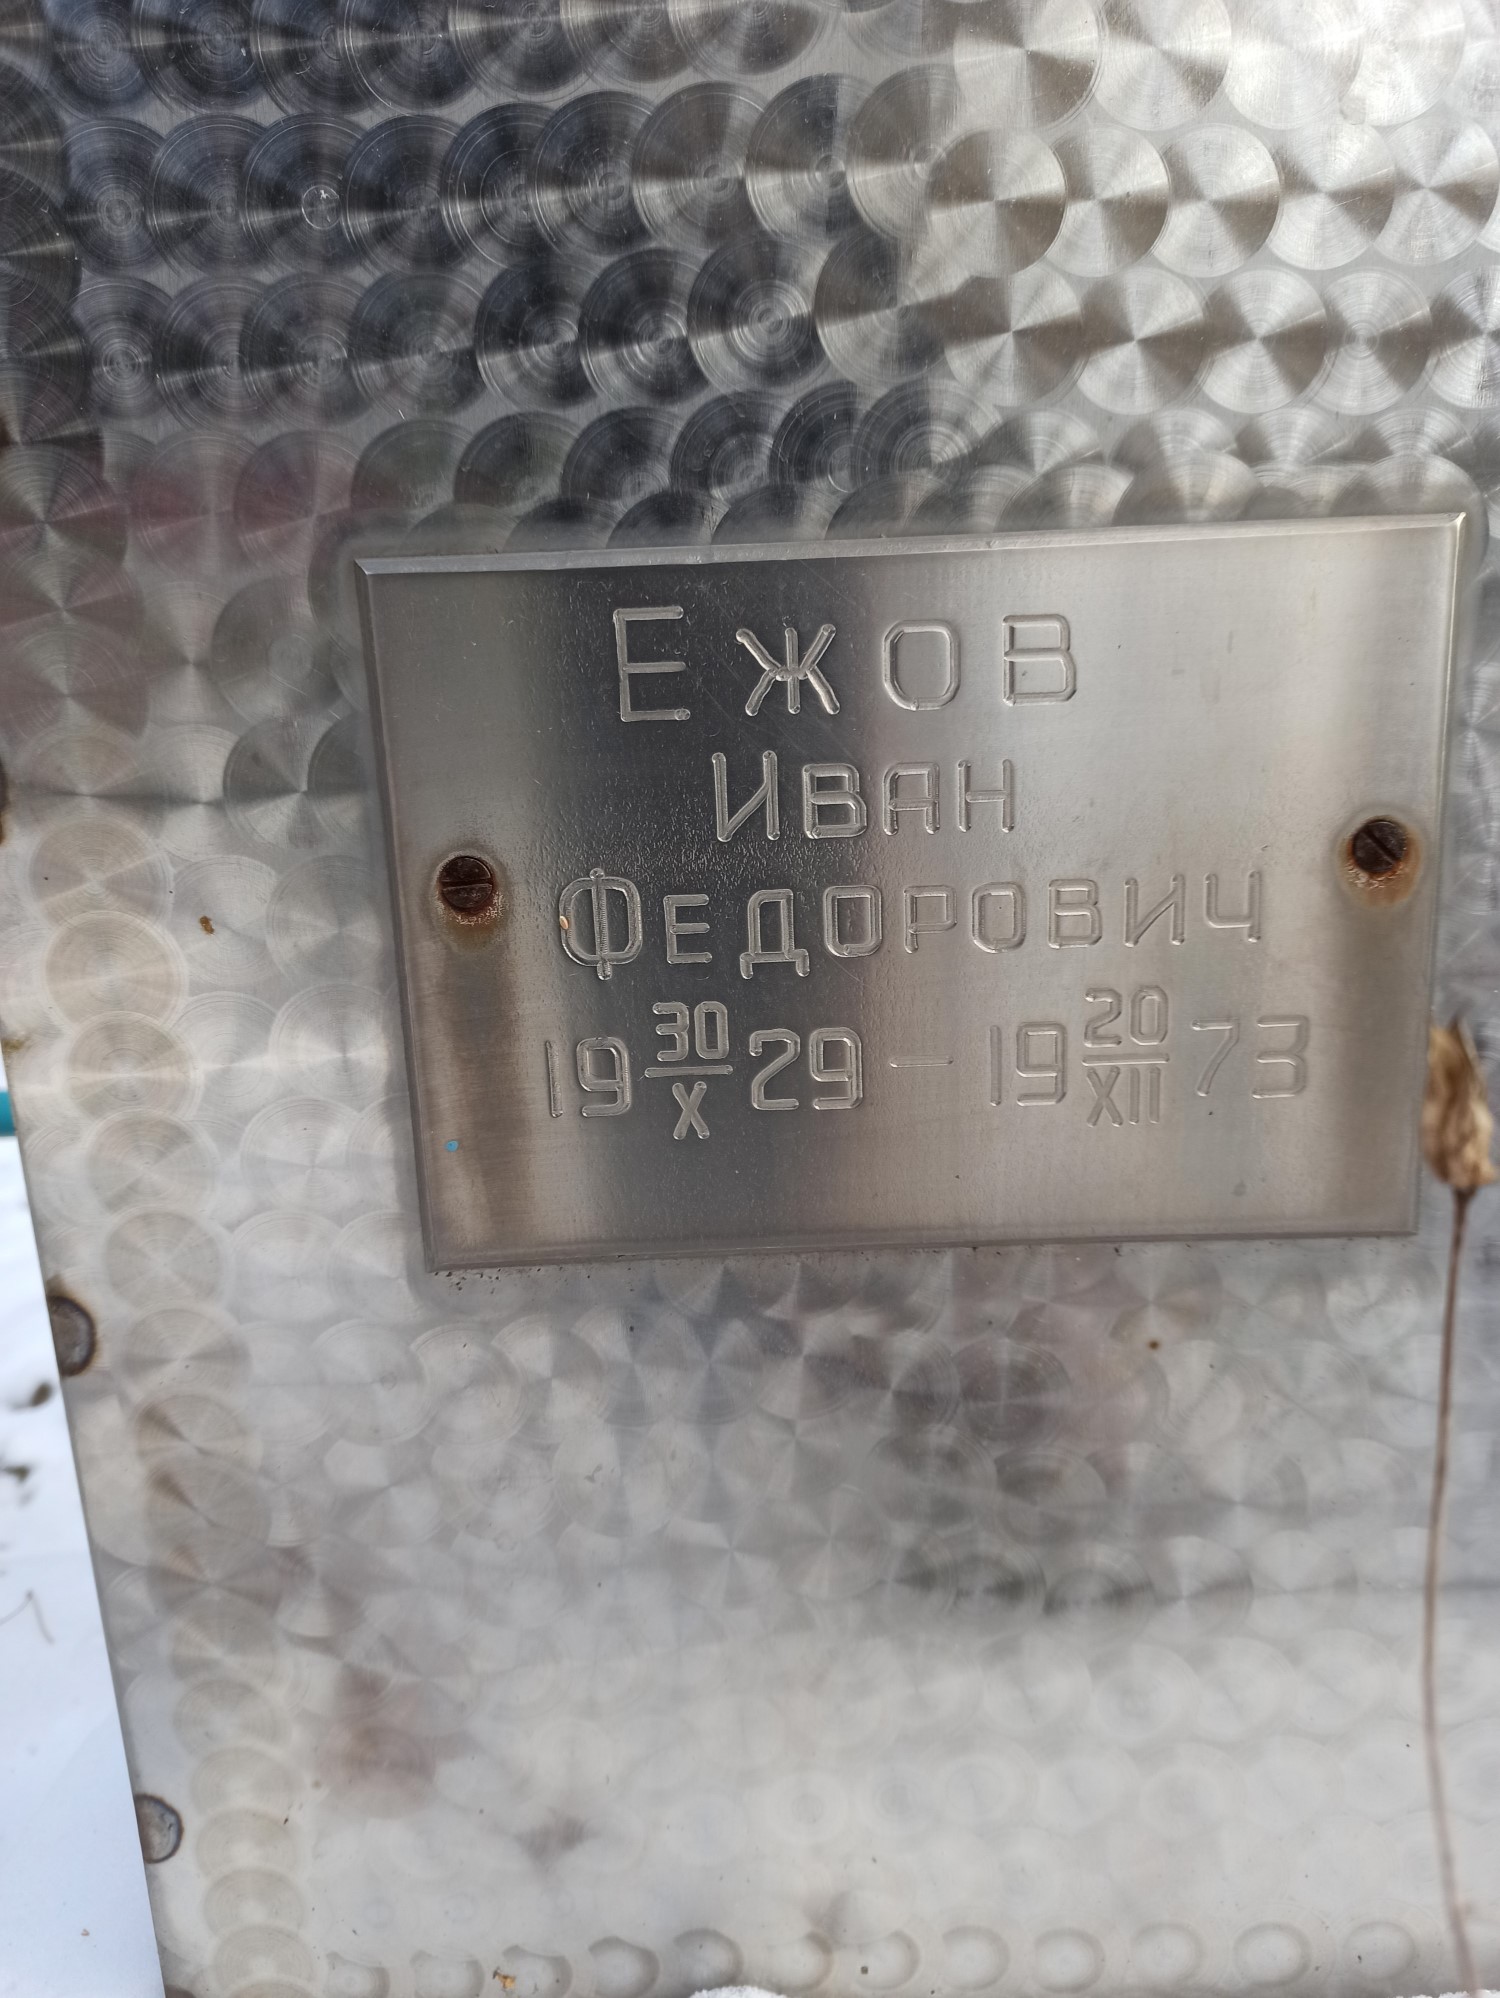 Ежов
Иван
Федорович
19 30/X 29 – 19 20/XII 73